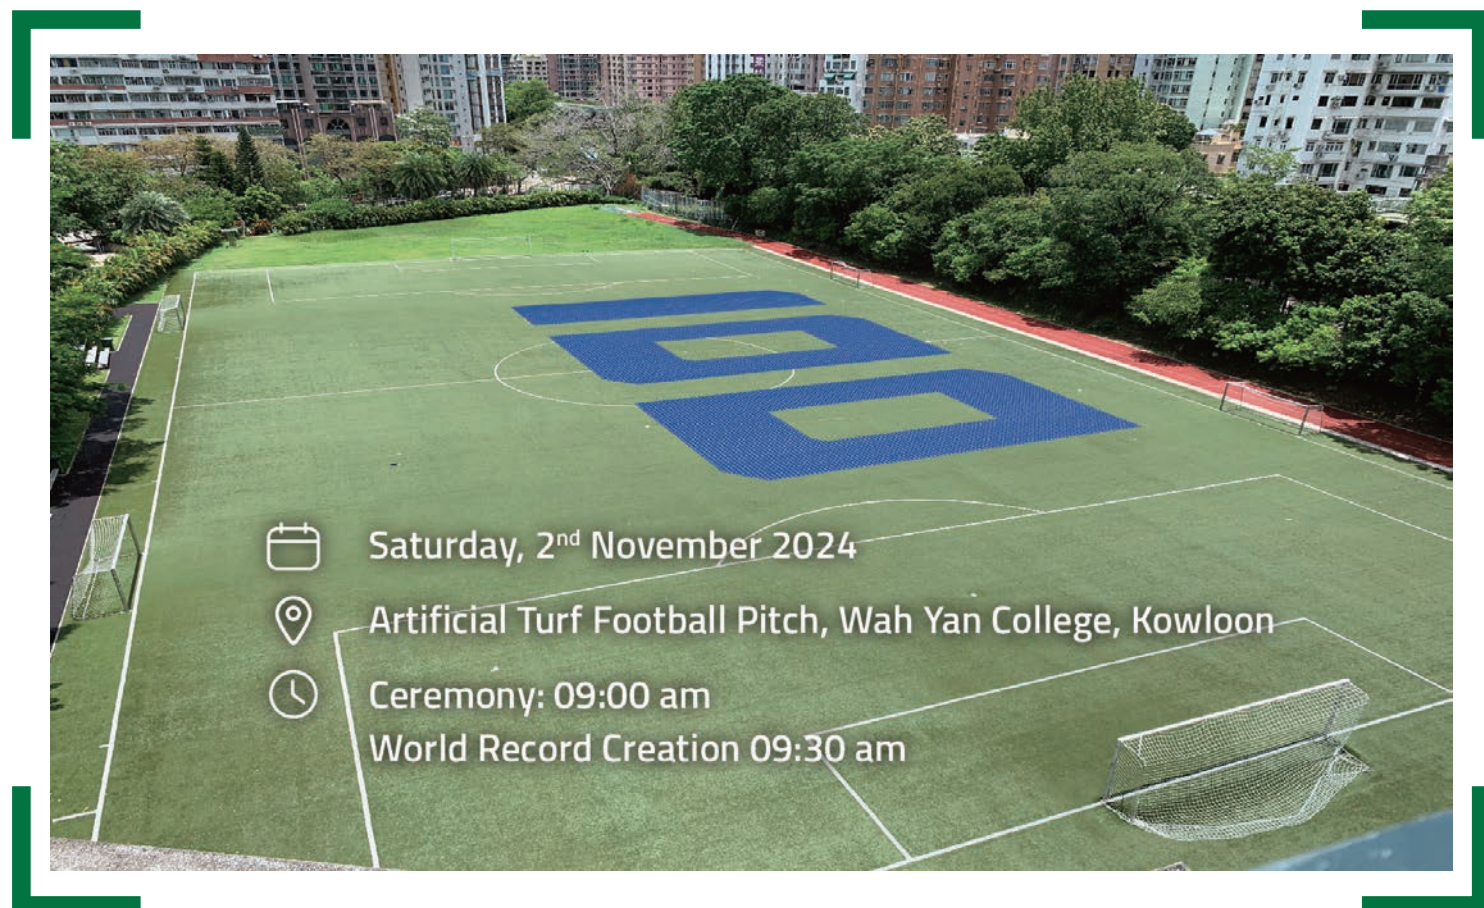 100
Saturday, 2nd November 2024
Artificial Turf Football Pitch, Wah Yan College, Kowloon
Ceremony: 09:00 am
World Record Creation 09:30 am